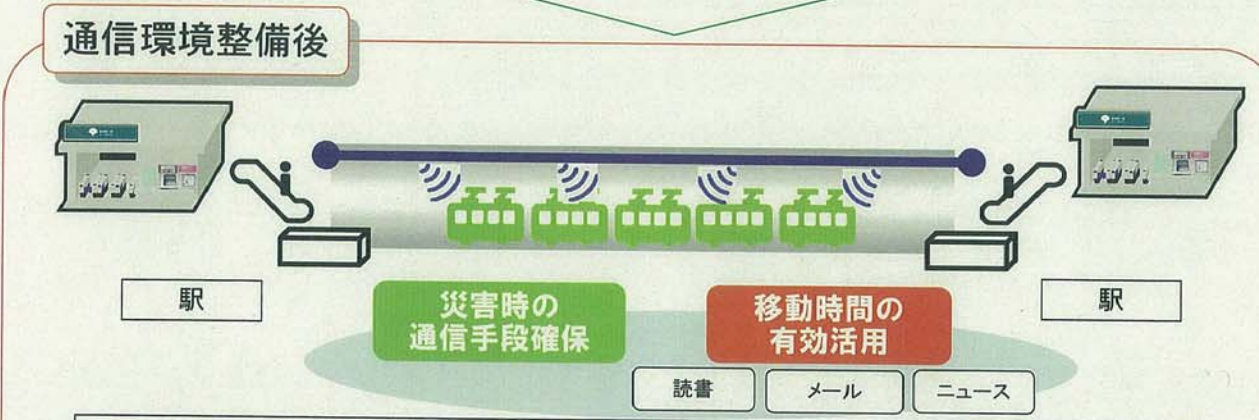 通信環境整備後
駅
駅
災害時の
通信手段確保
移動時間の
有効活用
読書
メール
ニュース